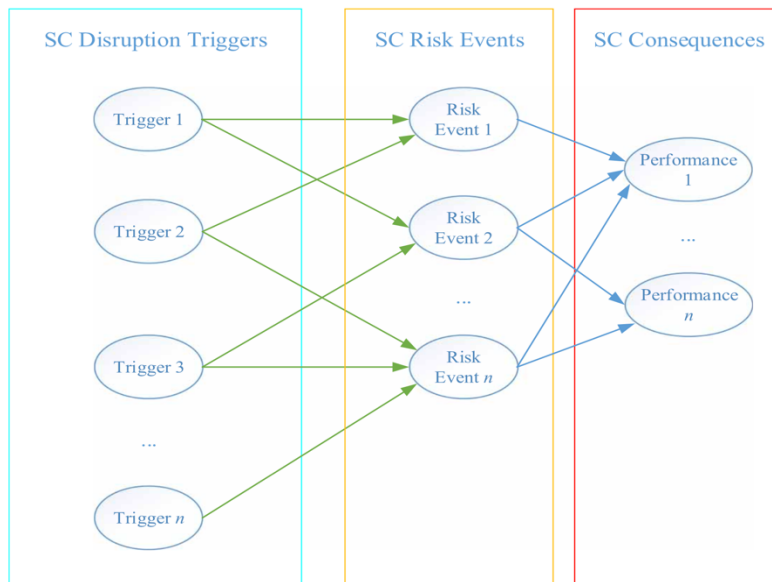 SC Disruption Triggers
Trigger 1
Trigger 2
Trigger 3
...
Trigger n
SC Risk Events
Risk
Event 1
Risk
Event 2
...
Risk
Event n
SC Consequences
Performance
1
...
Performance
n